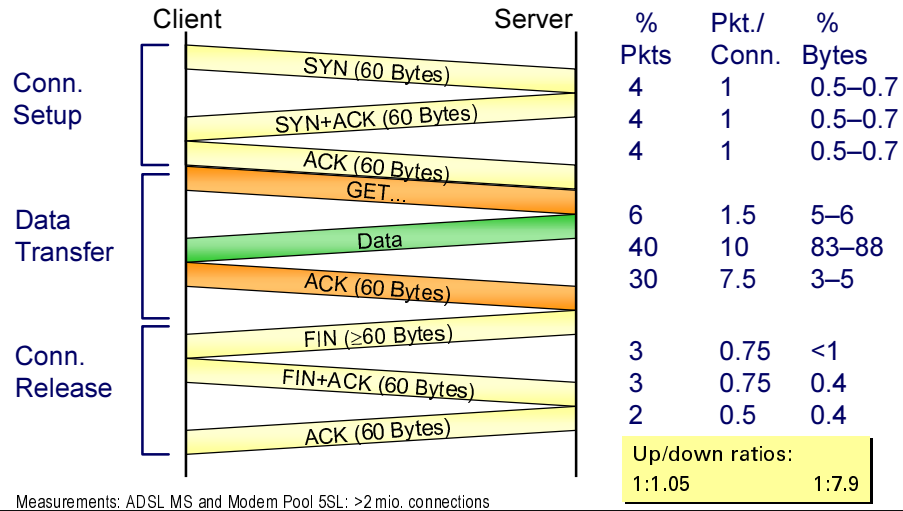 Client Server % Pkt./ %
Pkts Conn. Bytes
Conn. Setup
SYN (60 Bytes) 4 1 0.5–0.7
SYN+ACK (60 Bytes) 4 1 0.5–0.7
ACK (60 Bytes) 4 1 0.5–0.7
Data Transfer
GET... 6 1.5 5–6
Data 40 10 83–88
ACK (60 Bytes) 30 7.5 3–5
Conn. Release
FIN (≥60 Bytes) 3 0.75 <1
FIN+ACK (60 Bytes) 3 0.75 0.4
ACK (60 Bytes) 2 0.5 0.4
Up/down ratios:
1:1.05 1:7.9
Measurements: ADSL MS and Modem Pool 5SL: >2 mio. connections